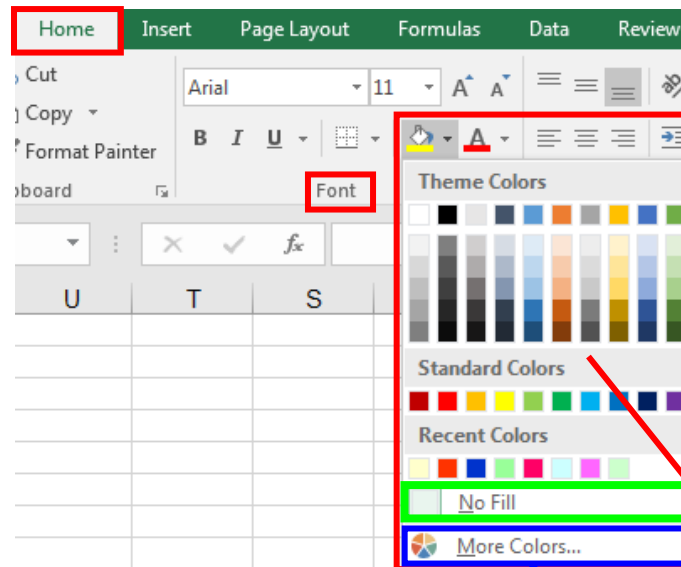 Home Insert Page Layout Formulas Data Review
Cut
Arial 11 A A
Copy
B I U A
Format Painter
Font
Theme Colors
fx
U T S
Standard Colors
Recent Colors
No Fill
More Colors...